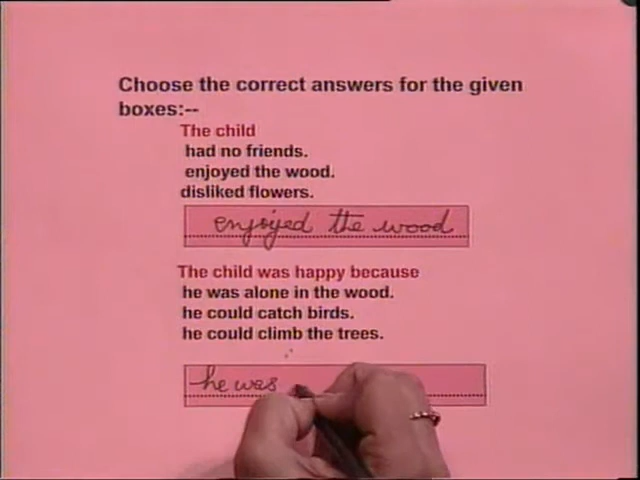 Choose the correct answers for the given
boxes:--
The child
had no friends.
enjoyed the wood.
disliked flowers.
enjoyed the wood
The child was happy because
he was alone in the wood.
he could catch birds.
he could climb the trees.
he was